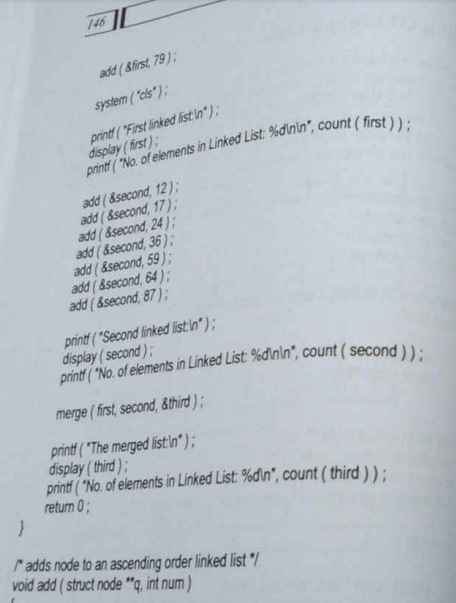 146
add ( &first, 79 ) ;
system ( "cls" ) ;
printf ( "First linked list:\n" ) ;
display ( first ) ;
printf ( "No. of elements in Linked List: %d\n\n", count ( first ) ) ;
add ( &second, 12 ) ;
add ( &second, 17 ) ;
add ( &second, 24 ) ;
add ( &second, 36 ) ;
add ( &second, 59 ) ;
add ( &second, 64 ) ;
add ( &second, 87 ) ;
printf ( "Second linked list:\n" ) ;
display ( second ) ;
printf ( "No. of elements in Linked List: %d\n\n", count ( second ) ) ;
merge ( first, second, &third ) ;
printf ( "The merged list:\n" ) ;
display ( third ) ;
printf ( "No. of elements in Linked List: %d\n", count ( third ) ) ;
return 0 ;
}
/* adds node to an ascending order linked list */
void add ( struct node **q, int num )